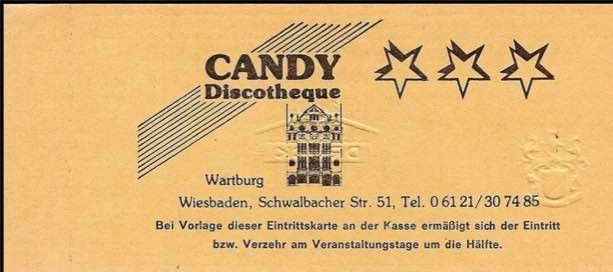 CANDY
Discotheque
Wartburg
Wiesbaden, Schwalbacher Str. 51, Tel. 0 61 21/30 74 85
Bei Vorlage dieser Eintrittskarte an der Kasse ermäßigt sich der Eintritt
bzw. Verzehr am Veranstaltungstage um die Hälfte.